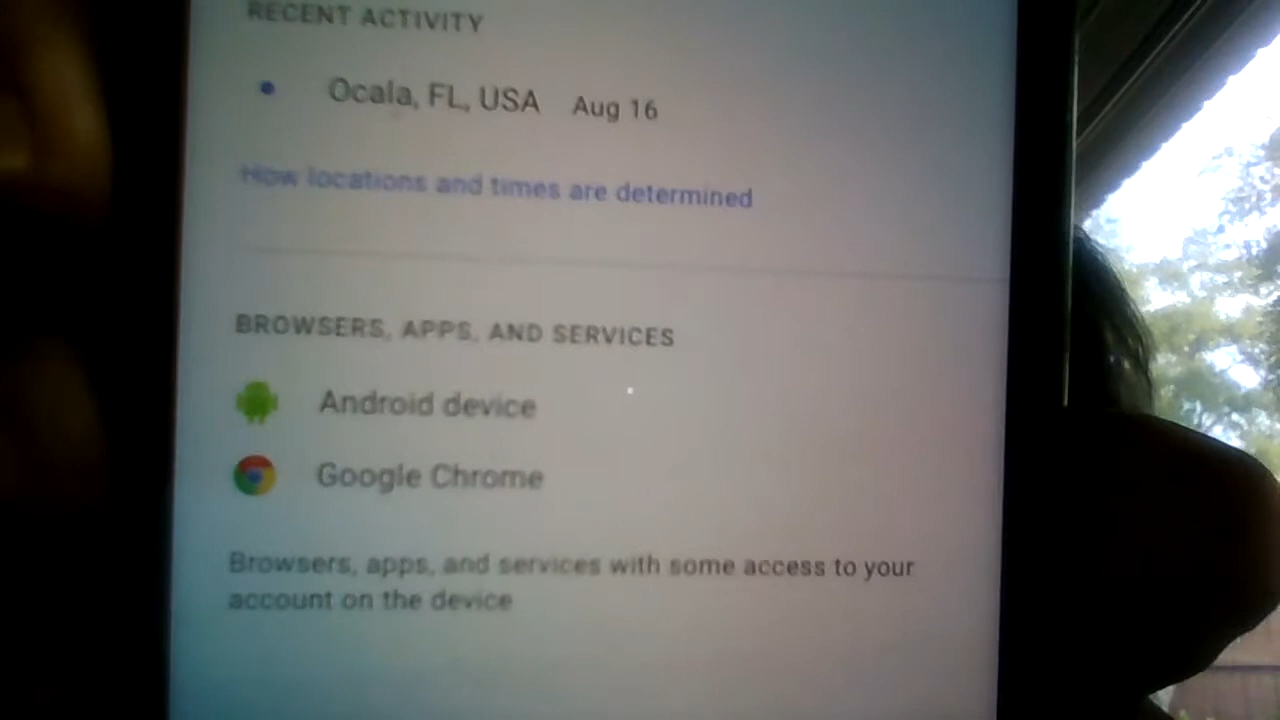 RECENT ACTIVITY
Ocala, FL, USA Aug 16
How locations and times are determined
BROWSERS, APPS, AND SERVICES
Android device
Google Chrome
Browsers, apps, and services with some access to your
account on the device